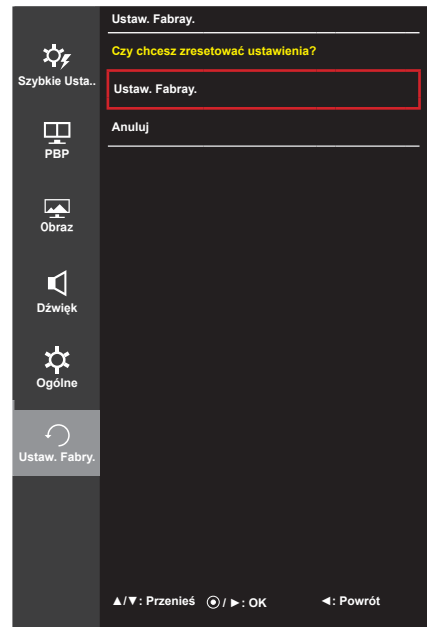 Szybkie Usta..
PBP
Obraz
Dźwięk
Ogólne
Ustaw. Fabry.
Ustaw. Fabray.
Czy chcesz zresetować ustawienia?
Ustaw. Fabray.
Anuluj
▲/▼: Przenieś ⦿ / ►: OK ◄: Powrót